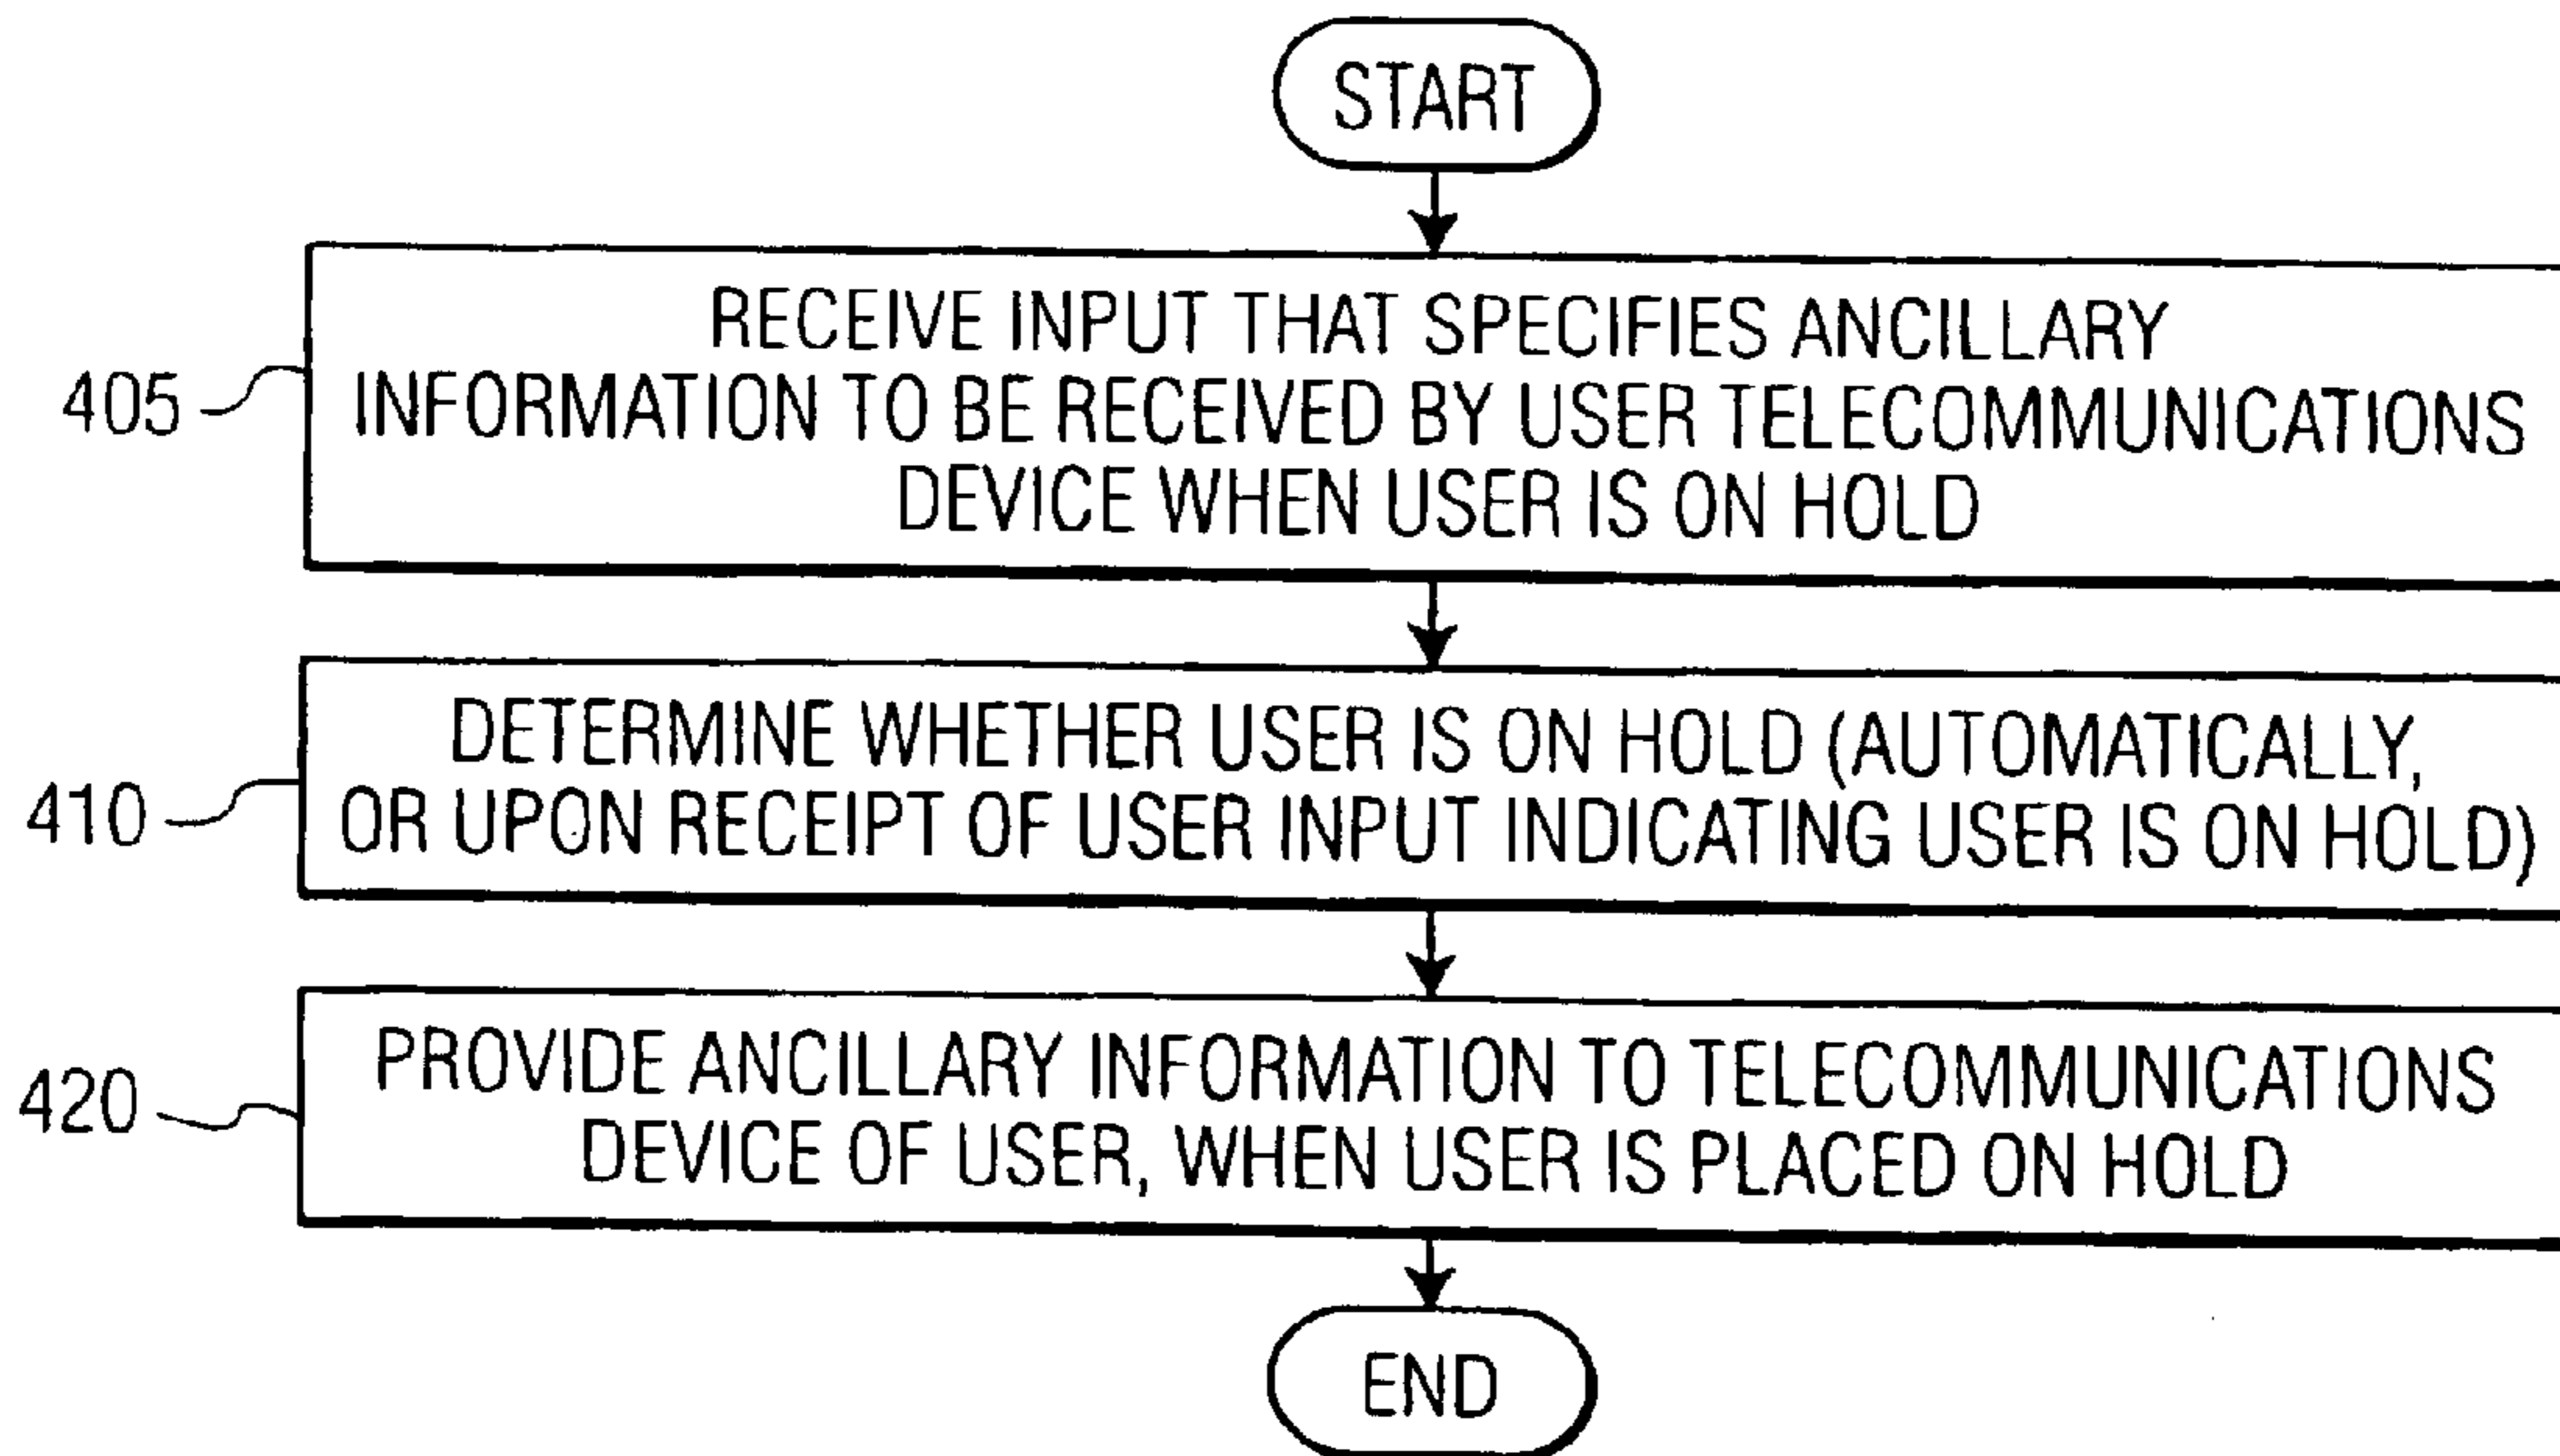 START
405
RECEIVE INPUT THAT SPECIFIES ANCILLARY
INFORMATION TO BE RECEIVED BY USER TELECOMMUNICATIONS
DEVICE WHEN USER IS ON HOLD
410
DETERMINE WHETHER USER IS ON HOLD (AUTOMATICALLY,
OR UPON RECEIPT OF USER INPUT INDICATING USER IS ON HOLD)
420
PROVIDE ANCILLARY INFORMATION TO TELECOMMUNICATIONS
DEVICE OF USER, WHEN USER IS PLACED ON HOLD
END